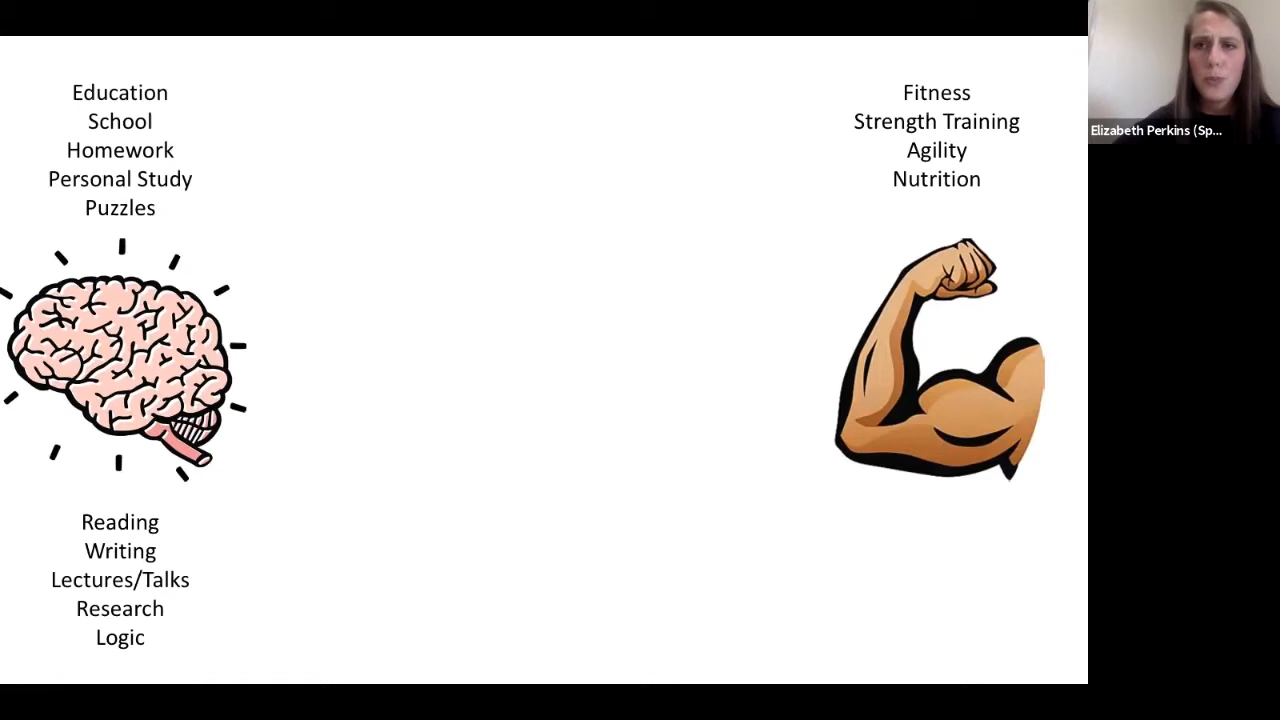 Education
School
Homework
Personal Study
Puzzles
Reading
Writing
Lectures/Talks
Research
Logic
Fitness
Strength Training
Agility
Nutrition
Elizabeth Perkins (Sp...